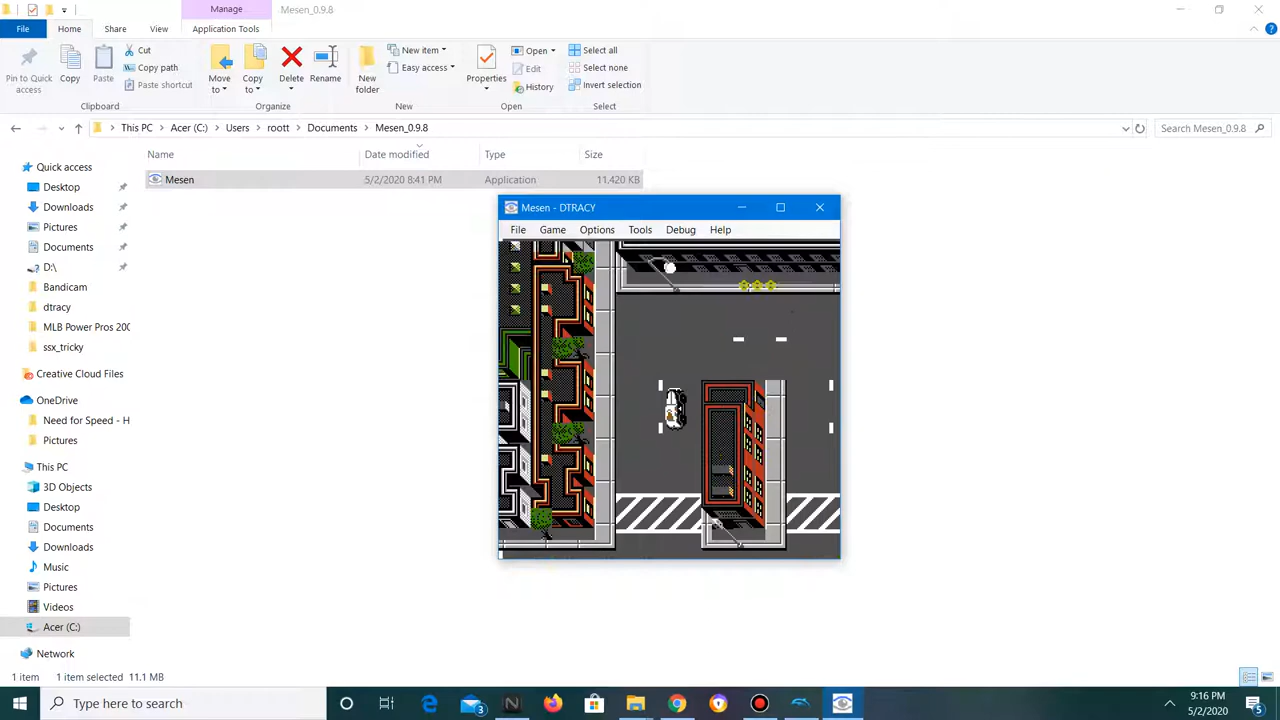 Manage
Mesen_0.9.8
File
Home
Share
View
Application Tools
Pin to Quick access
Copy
Paste
Cut
Copy path
Paste shortcut
Clipboard
Move to
Copy to
Delete
Rename
Organize
New folder
New item
Easy access
New
Properties
Open
Edit
History
Open
Select all
Select none
Invert selection
Select
This PC > Acer (C:) > Users > roott > Documents > Mesen_0.9.8
Search Mesen_0.9.8
Name
Date modified
Type
Size
Mesen
5/2/2020 8:41 PM
Application
11,420 KB
Quick access
Desktop
Downloads
Pictures
Documents
D:\
Bandicam
dtracy
MLB Power Pros 200
ssx_tricky
Creative Cloud Files
OneDrive
Need for Speed - H
Pictures
This PC
3D Objects
Desktop
Documents
Downloads
Music
Pictures
Videos
Acer (C:)
Network
Mesen - DTRACY
File
Game
Options
Tools
Debug
Help
1 item
1 item selected 11.1 MB
Type here to search
3
9:16 PM
5/2/2020
5